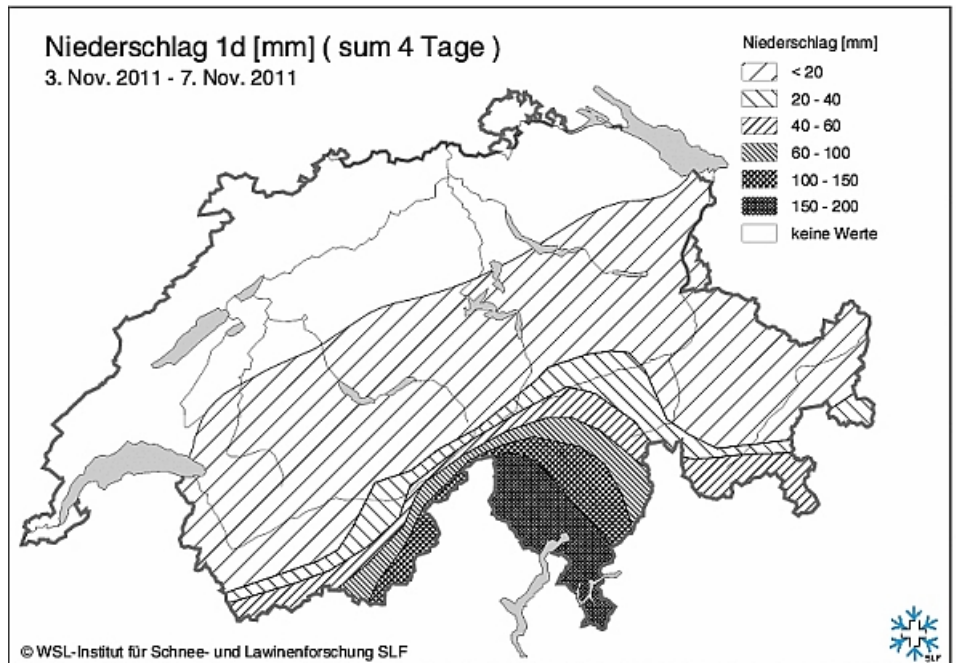 Niederschlag 1d [mm] ( sum 4 Tage )
3. Nov. 2011 - 7. Nov. 2011
Niederschlag [mm]
< 20
20 - 40
40 - 60
60 - 100
100 - 150
150 - 200
keine Werte
© WSL-Institut für Schnee- und Lawinenforschung SLF
SLF